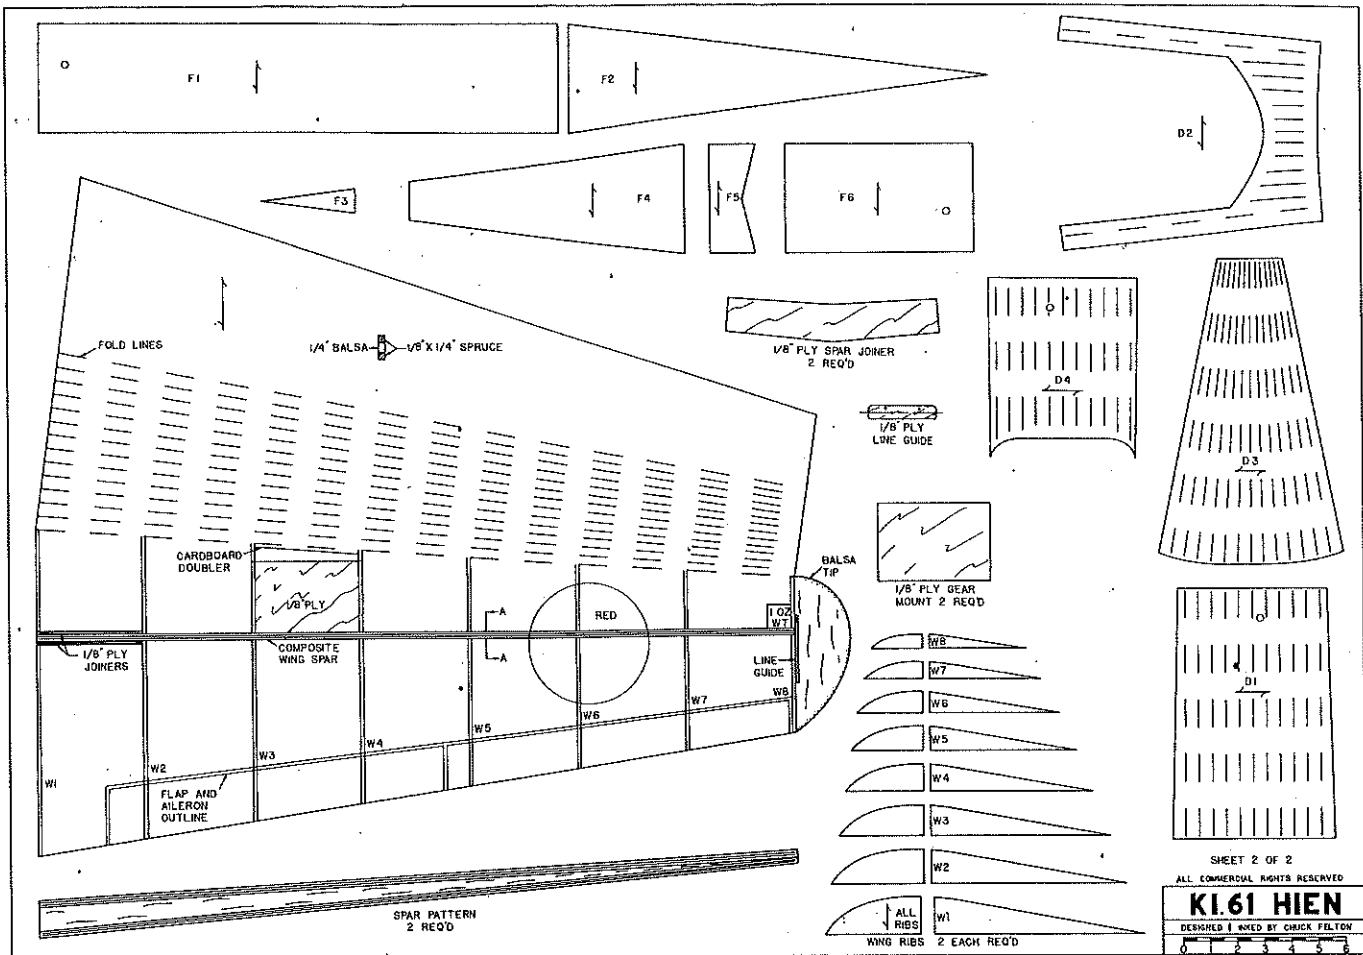 F1
F2
D2
F3
F4
F5
F6
FOLD LINES
1/4" BALSA
1/8" X 1/4" SPRUCE
1/8" PLY SPAR JOINER
2 REQ'D
D4
1/8" PLY
LINE GUIDE
D3
CARDBOARD
DOUBLER
1/8" PLY
BALSA
TIP
1/8" PLY GEAR
MOUNT 2 REQ'D
A
A
RED
1 OZ
WT
1/8" PLY
JOINERS
COMPOSITE
WING SPAR
LINE
GUIDE
D1
W1
W2
W3
W4
W5
W6
W7
W8
FLAP AND
AILERON
OUTLINE
W8
W7
W6
W5
W4
W3
W2
W1
ALL
RIBS
WING RIBS 2 EACH REQ'D
SPAR PATTERN
2 REQ'D
SHEET 2 OF 2
ALL COMMERCIAL RIGHTS RESERVED
KI.61 HIEN
DESIGNED & INKED BY CHUCK FELTON
0 1 2 3 4 5 6